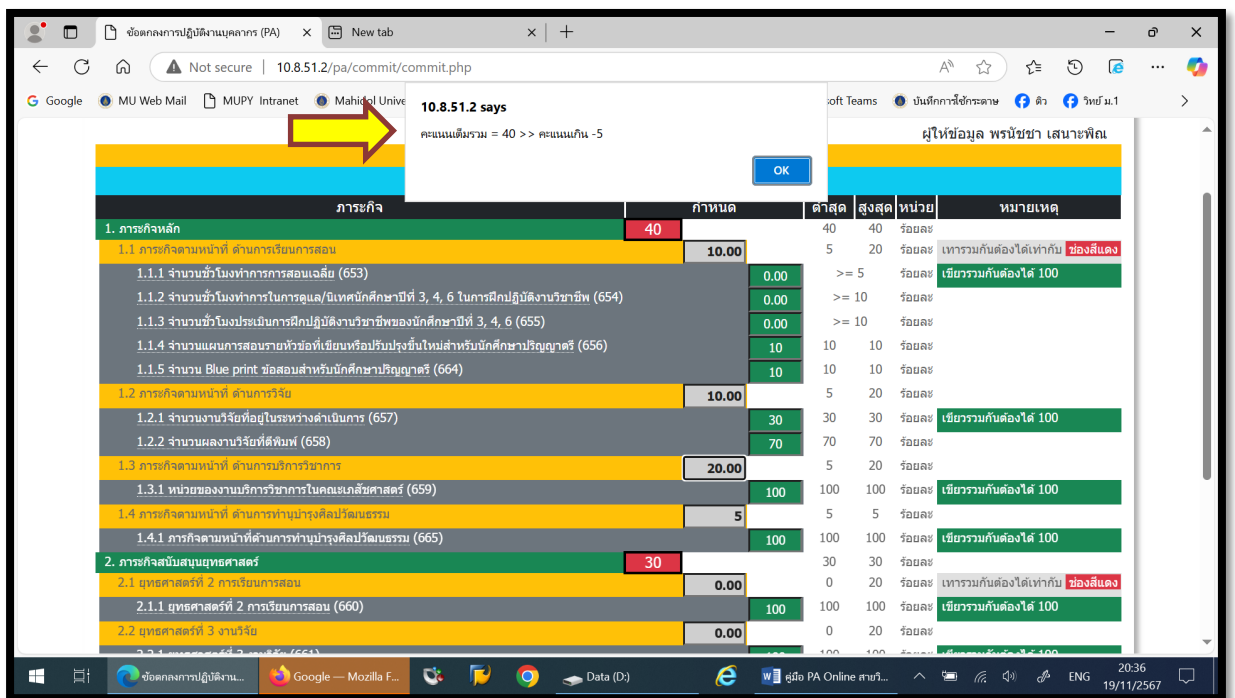 ข้อตกลงการปฏิบัติงานบุคลากร (PA)
New tab
Not secure | 10.8.51.2/pa/commit/commit.php
Google MU Web Mail MUPY Intranet Mahidol Unive oft Teams บันทึกการใช้กระดาษ ติว วิทย์ ม.1
10.8.51.2 says
คะแนนเต็มรวม = 40 >> คะแนนเกิน -5
OK
ผู้ให้ข้อมูล พรนัชชา เสนาะพิณ
ภาระกิจ กำหนด ต่ำสุด สูงสุด หน่วย หมายเหตุ
1. ภาระกิจหลัก 40 40 40 ร้อยละ
1.1 ภาระกิจตามหน้าที่ ด้านการเรียนการสอน 10.00 5 20 ร้อยละ เทารวมกันต้องได้เท่ากับ ช่องสีแดง
1.1.1 จำนวนชั่วโมงทำการการสอนเฉลี่ย (653) 0.00 >= 5 ร้อยละ เขียวรวมกันต้องได้ 100
1.1.2 จำนวนชั่วโมงทำการในการดูแล/นิเทศนักศึกษาปีที่ 3, 4, 6 ในการฝึกปฏิบัติงานวิชาชีพ (654) 0.00 >= 10 ร้อยละ
1.1.3 จำนวนชั่วโมงประเมินการฝึกปฏิบัติงานวิชาชีพของนักศึกษาปีที่ 3, 4, 6 (655) 0.00 >= 10 ร้อยละ
1.1.4 จำนวนแผนการสอนรายหัวข้อที่เขียนหรือปรับปรุงขึ้นใหม่สำหรับนักศึกษาปริญญาตรี (656) 10 10 10 ร้อยละ
1.1.5 จำนวน Blue print ข้อสอบสำหรับนักศึกษาปริญญาตรี (664) 10 10 10 ร้อยละ
1.2 ภาระกิจตามหน้าที่ ด้านการวิจัย 10.00 5 20 ร้อยละ
1.2.1 จำนวนงานวิจัยที่อยู่ในระหว่างดำเนินการ (657) 30 30 30 ร้อยละ เขียวรวมกันต้องได้ 100
1.2.2 จำนวนผลงานวิจัยที่ตีพิมพ์ (658) 70 70 70 ร้อยละ
1.3 ภาระกิจตามหน้าที่ ด้านการบริการวิชาการ 20.00 5 20 ร้อยละ
1.3.1 หน่วยของงานบริการวิชาการในคณะเภสัชศาสตร์ (659) 100 100 100 ร้อยละ เขียวรวมกันต้องได้ 100
1.4 ภาระกิจตามหน้าที่ ด้านการทำนุบำรุงศิลปวัฒนธรรม 5 5 5 ร้อยละ
1.4.1 ภารกิจตามหน้าที่ด้านการทำนุบำรุงศิลปวัฒนธรรม (665) 100 100 100 ร้อยละ เขียวรวมกันต้องได้ 100
2. ภาระกิจสนับสนุนยุทธศาสตร์ 30 30 30 ร้อยละ
2.1 ยุทธศาสตร์ที่ 2 การเรียนการสอน 0.00 0 20 ร้อยละ เทารวมกันต้องได้เท่ากับ ช่องสีแดง
2.1.1 ยุทธศาสตร์ที่ 2 การเรียนการสอน (660) 100 100 100 ร้อยละ เขียวรวมกันต้องได้ 100
2.2 ยุทธศาสตร์ที่ 3 งานวิจัย 0.00 0 20 ร้อยละ
ข้อตกลงการปฏิบัติงาน... Google — Mozilla F... Data (D:) คู่มือ PA Online สายวิ... ENG 20:36
19/11/2567